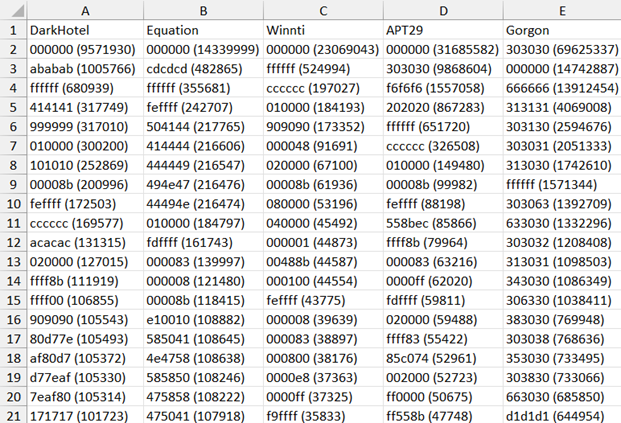 A B C D E
1 DarkHotel Equation Winnti APT29 Gorgon
2 000000 (9571930) 000000 (14339999) 000000 (23069043) 000000 (31685582) 303030 (69625337)
3 ababab (1005766) cdcdcd (482865) ffffff (524994) 303030 (9868604) 000000 (14742887)
4 ffffff (680939) ffffff (355681) cccccc (197027) f6f6f6 (1557058) 666666 (13912454)
5 414141 (317749) feffff (242707) 010000 (184193) 202020 (867283) 313131 (4069008)
6 999999 (317010) 504144 (217765) 909090 (173352) ffffff (651720) 303130 (2594676)
7 010000 (300200) 414444 (216606) 000048 (91691) cccccc (326508) 303031 (2051333)
8 101010 (252869) 444449 (216547) 020000 (67100) 010000 (149480) 313030 (1742610)
9 00008b (200996) 494e47 (216476) 00008b (61936) 00008b (99982) ffffff (1571344)
10 feffff (172503) 44494e (216474) 080000 (53196) feffff (88198) 303063 (1392709)
11 cccccc (169577) 010000 (184797) 040000 (45492) 558bec (85866) 633030 (1332296)
12 acacac (131315) fdffff (161743) 000001 (44873) ffff8b (79964) 303032 (1208408)
13 020000 (127015) 000083 (139997) 00488b (44587) 000083 (63216) 313031 (1098503)
14 ffff8b (111919) 000008 (121480) 000100 (44554) 0000ff (62020) 343030 (1086349)
15 ffff00 (106855) 00008b (118415) feffff (43775) fdffff (59811) 306330 (1038411)
16 909090 (105543) e10010 (108882) 000008 (39639) 020000 (59488) 383030 (769948)
17 80d77e (105493) 585041 (108645) 000083 (38897) ffff83 (55422) 303038 (768636)
18 af80d7 (105372) 4e4758 (108638) 000800 (38176) 85c074 (52961) 353030 (733495)
19 d77eaf (105330) 585850 (108246) 0000e8 (37363) 002000 (52723) 303830 (733066)
20 7eaf80 (105314) 475858 (108222) 0000ff (37325) ff0000 (50675) 663030 (685850)
21 171717 (101723) 475041 (107918) f9ffff (35833) ff558b (47748) d1d1d1 (644954)